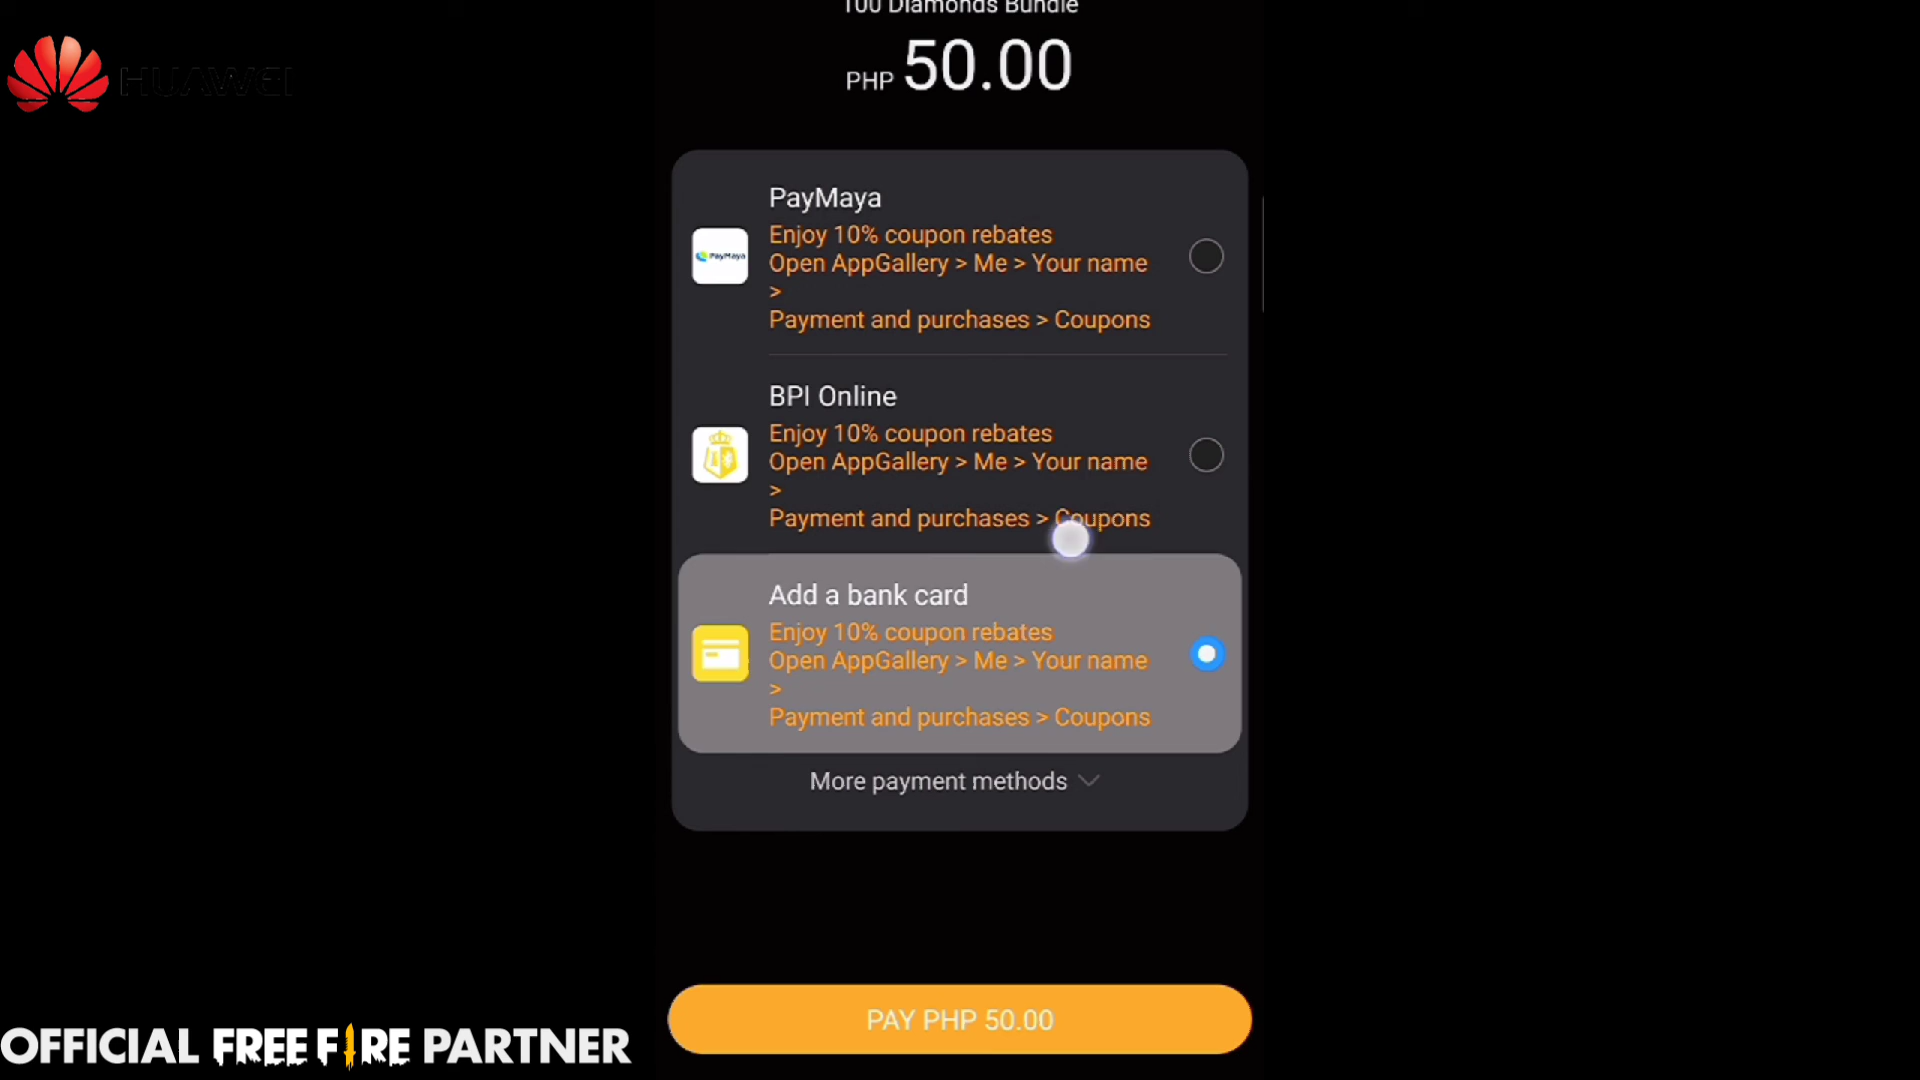 100 Diamonds Bundle
HUAWEI
PHP 50.00
PayMaya
Enjoy 10% coupon rebates
Open AppGallery > Me > Your name
>
Payment and purchases > Coupons
PayMaya
BPI Online
Enjoy 10% coupon rebates
Open AppGallery > Me > Your name
>
Payment and purchases > Coupons
Add a bank card
Enjoy 10% coupon rebates
Open AppGallery > Me > Your name
>
Payment and purchases > Coupons
More payment methods
PAY PHP 50.00
OFFICIAL FREE FIRE PARTNER